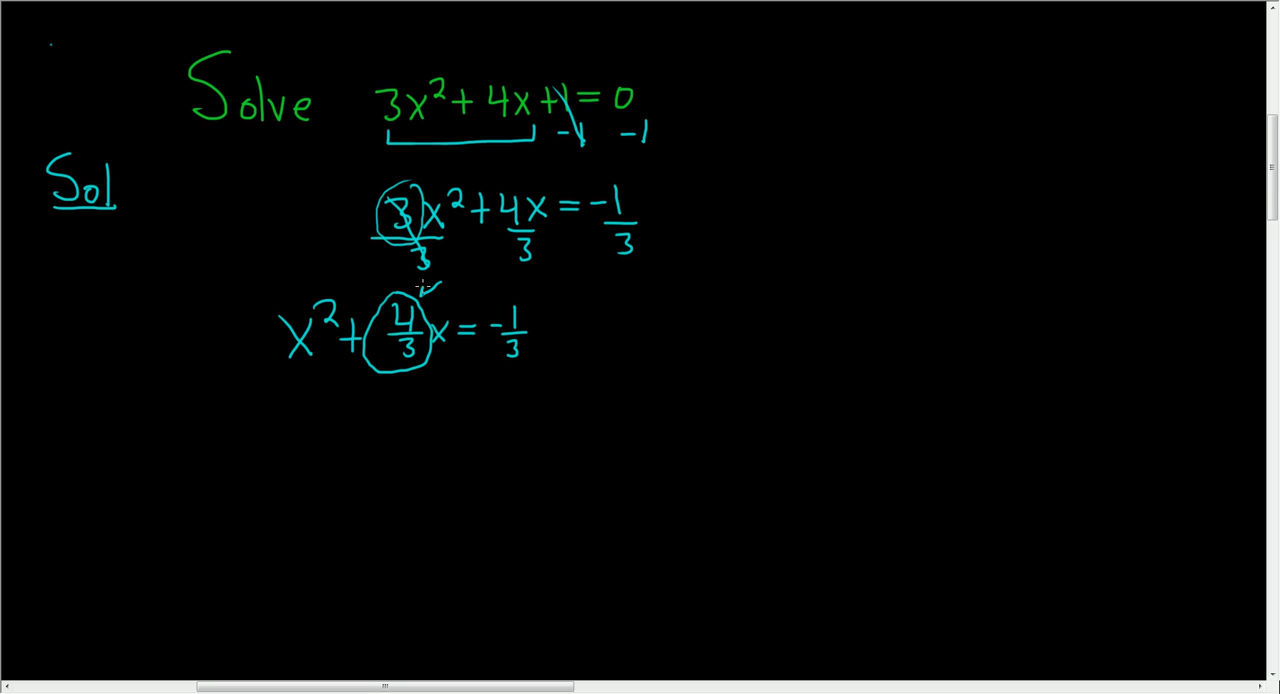 Solve 3x² + 4x + 1 = 0
- 1 - 1
Sol
3x² + 4x = - 1
3 3 3
x² + 4/3 x = - 1/3